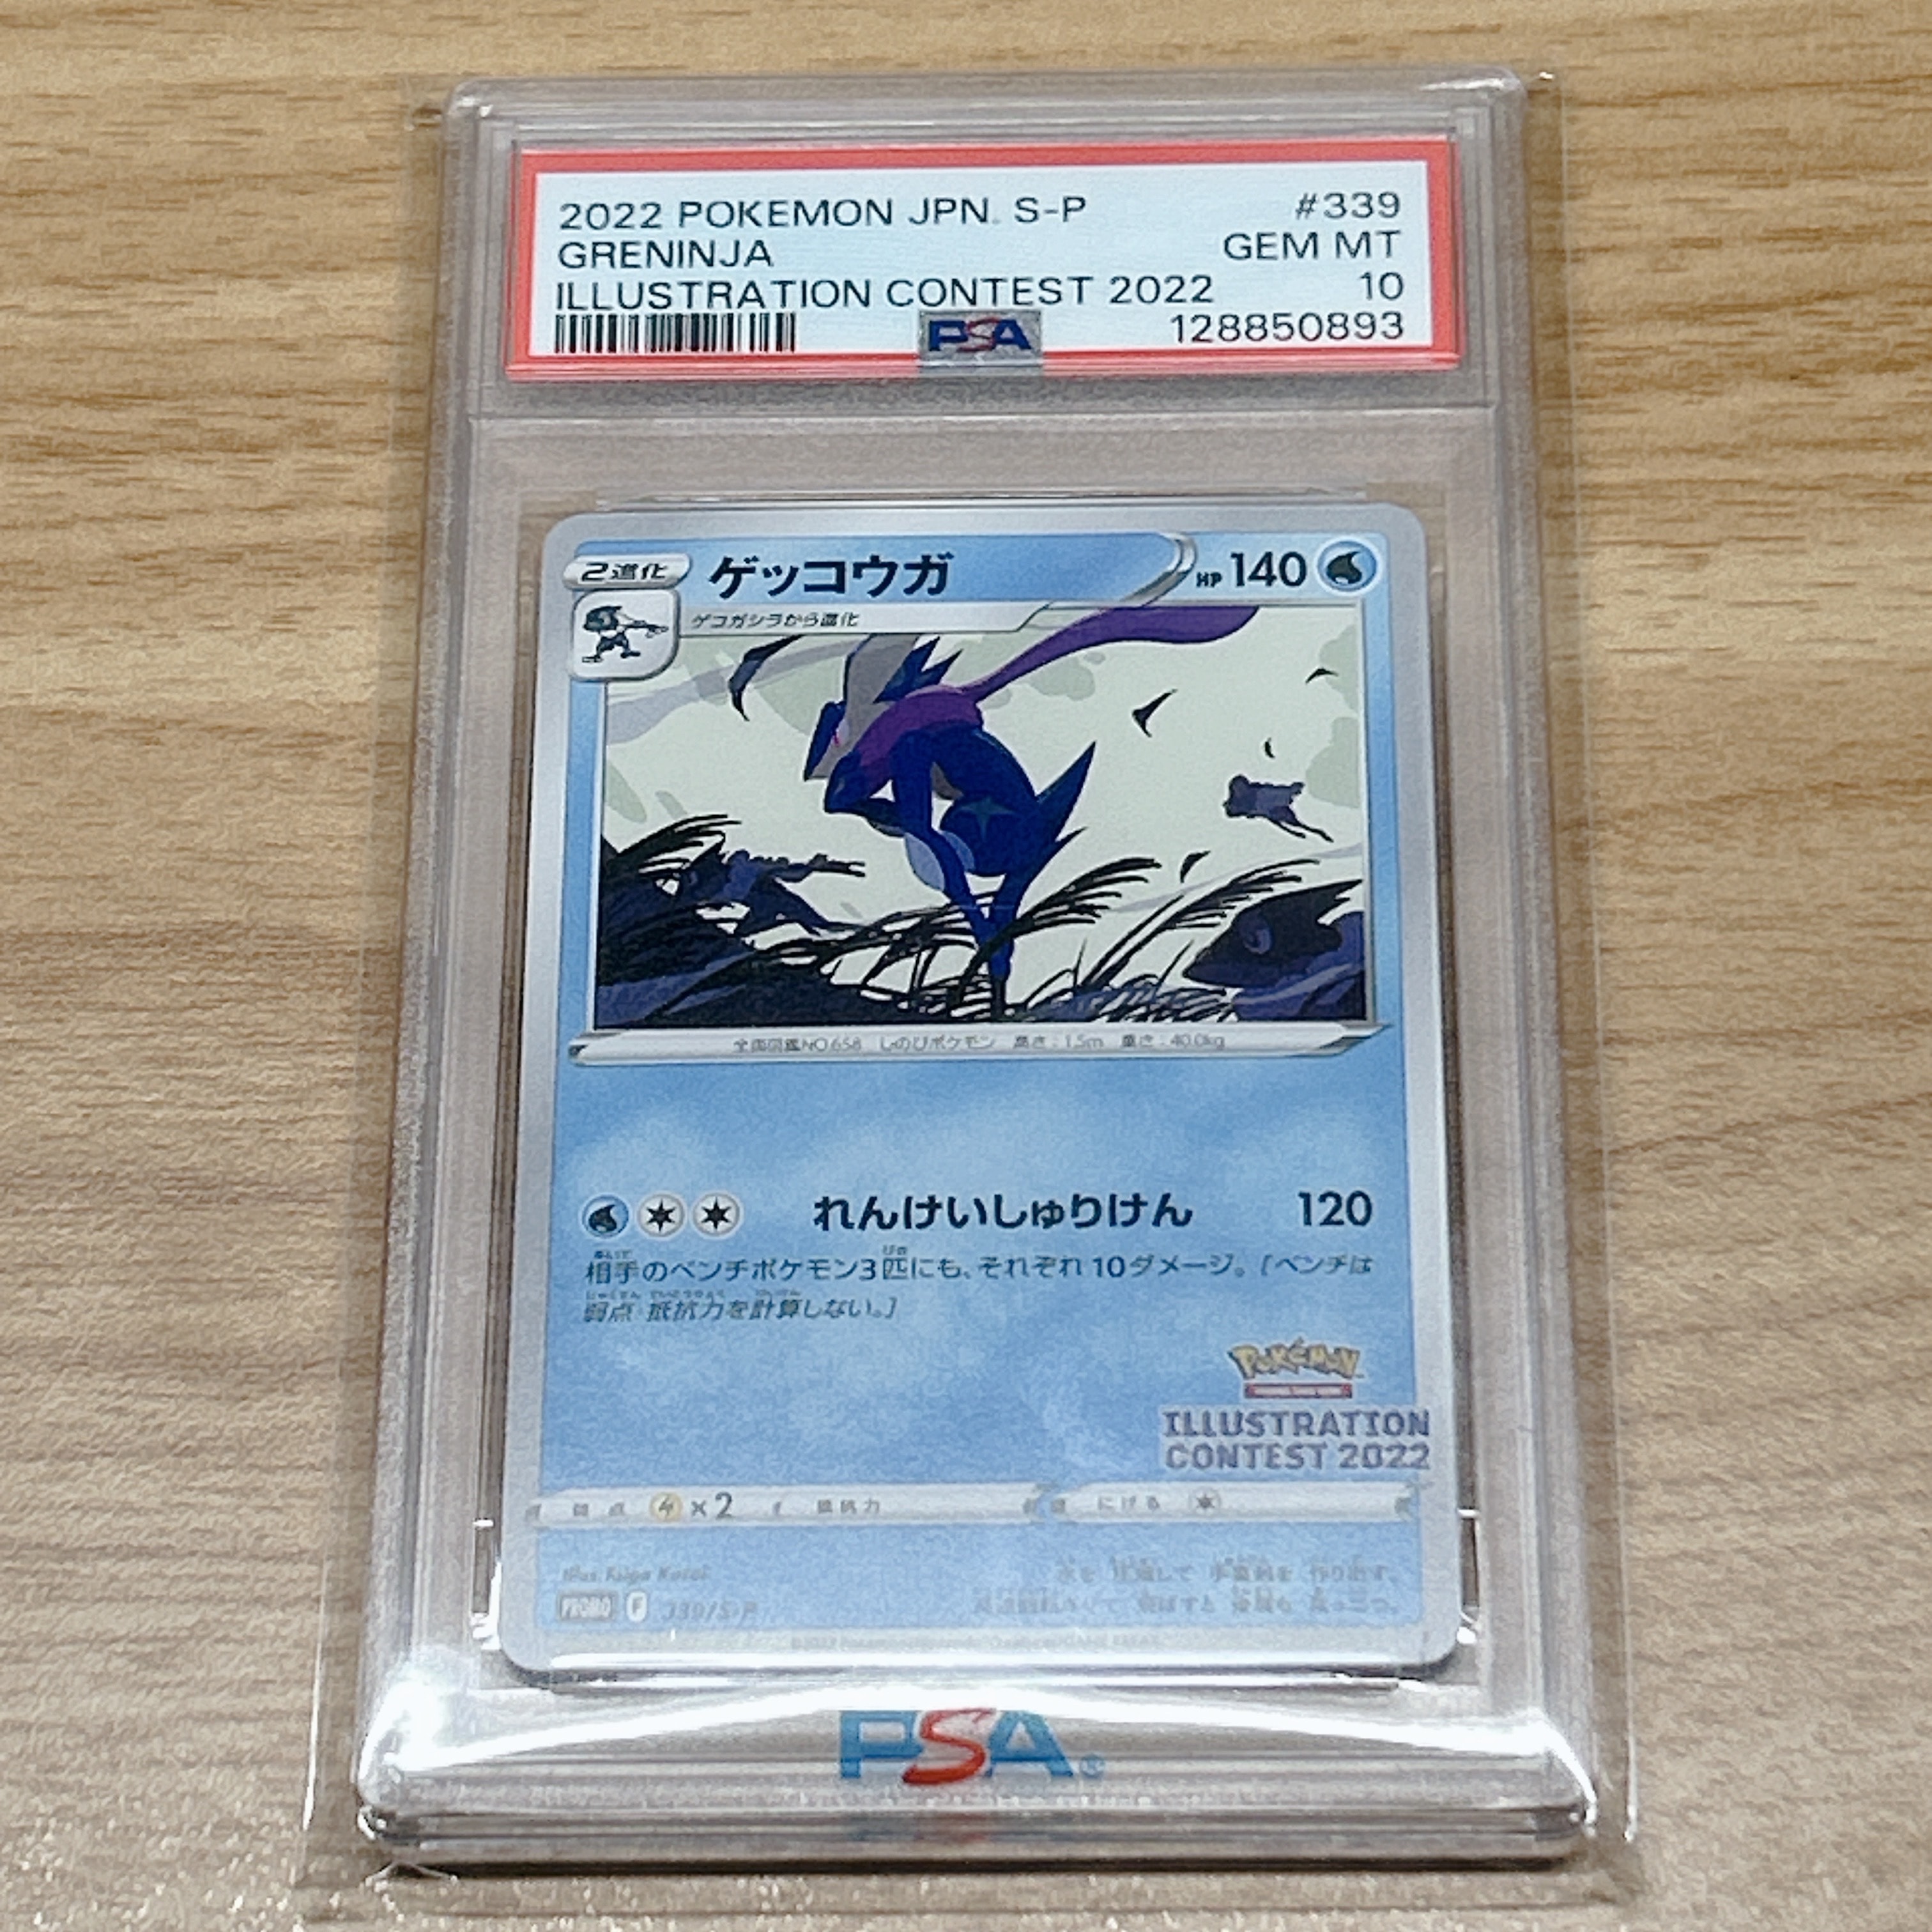 2022 POKEMON JPN. S-P #339
GRENINJA GEM MT
ILLUSTRATION CONTEST 2022 10
PSA 128850893
2進化 ゲッコウガ HP 140
ゲコガシラから進化
全国図鑑NO.658 しのびポケモン 高さ:1.5m 重さ:40.0kg
れんけいしゅりけん 120
相手のベンチポケモン3匹にも、それぞれ10ダメージ。[ベンチは
弱点・抵抗力を計算しない。]
Pokémon
ILLUSTRATION
CONTEST 2022
弱点 ×2 抵抗力 にげる
PROMO F 339/S-P
PSA®